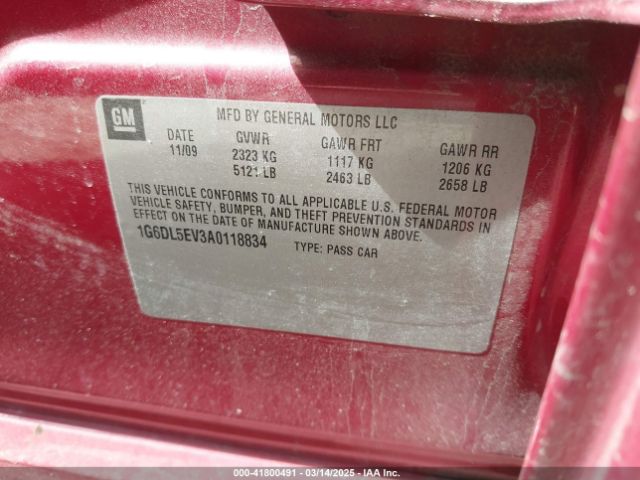 GM
MFD BY GENERAL MOTORS LLC
DATE GVWR GAWR FRT GAWR RR
11/09 2323 KG 1117 KG 1206 KG
5121 LB 2463 LB 2658 LB
THIS VEHICLE CONFORMS TO ALL APPLICABLE U.S. FEDERAL MOTOR
VEHICLE SAFETY, BUMPER, AND THEFT PREVENTION STANDARDS IN
EFFECT ON THE DATE OF MANUFACTURE SHOWN ABOVE.
1G6DL5EV3A0118834 TYPE: PASS CAR
000-41800491 - 03/14/2025 - IAA Inc.